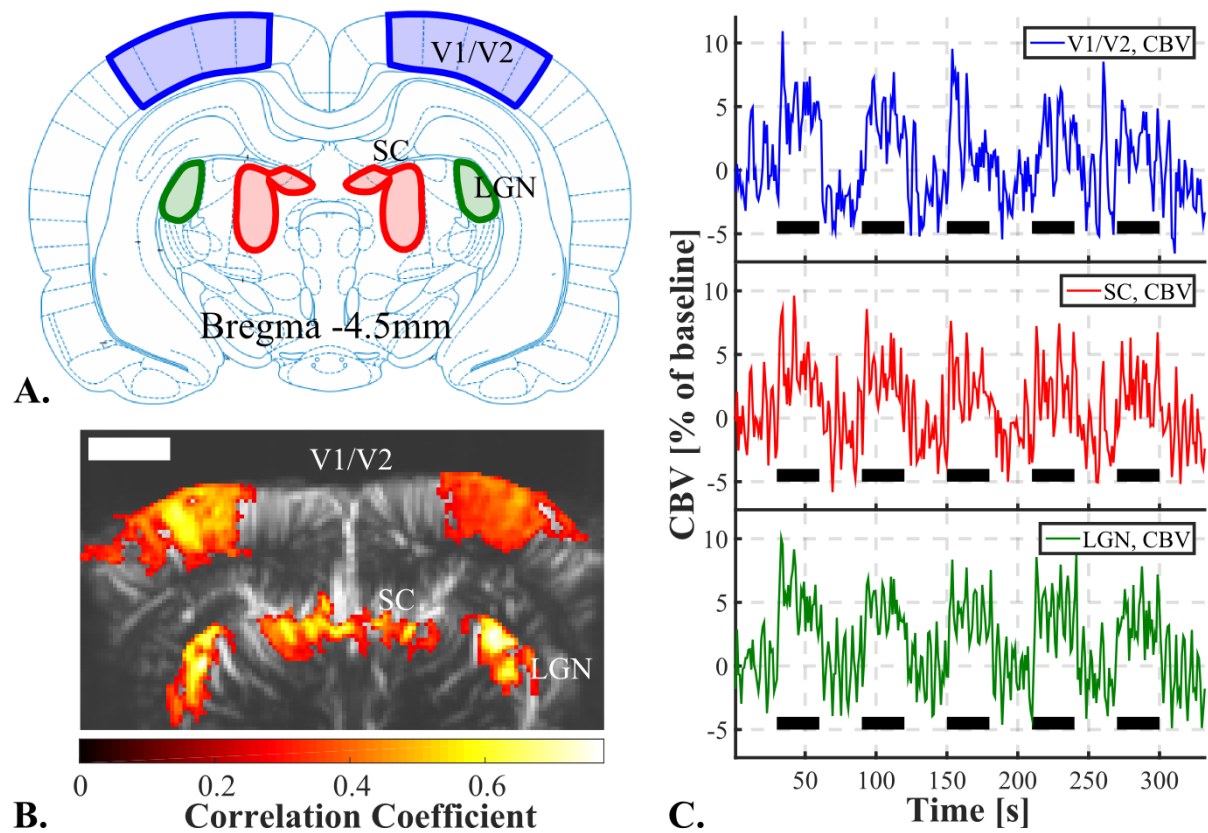 V1/V2
SC
LGN
Bregma -4.5mm
A.
V1/V2
SC
LGN
0
0.2
0.4
0.6
Correlation Coefficient
B.
CBV [% of baseline]
10
5
0
-5
V1/V2, CBV
10
5
0
-5
SC, CBV
10
5
0
-5
LGN, CBV
50
100
150
200
250
300
Time [s]
C.